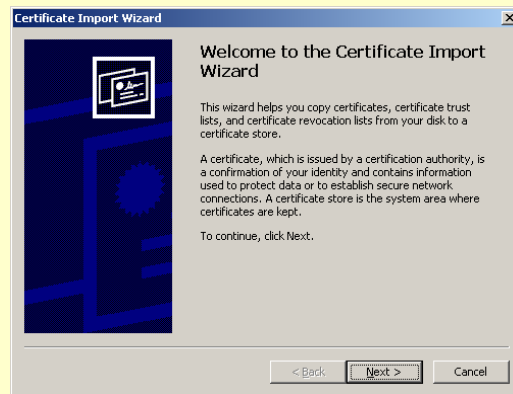 Certificate Import Wizard
Welcome to the Certificate Import
Wizard
This wizard helps you copy certificates, certificate trust
lists, and certificate revocation lists from your disk to a
certificate store.
A certificate, which is issued by a certification authority, is
a confirmation of your identity and contains information
used to protect data or to establish secure network
connections. A certificate store is the system area where
certificates are kept.
To continue, click Next.
< Back Next > Cancel